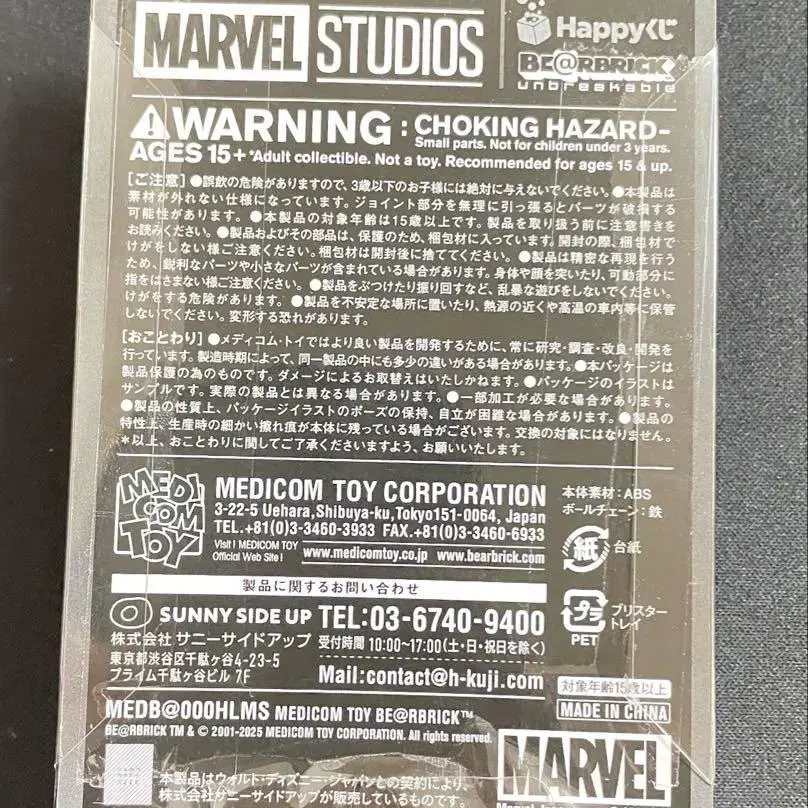 MARVEL STUDIOS
Happyくじ
BE@RBRICK
unbreakable
WARNING : CHOKING HAZARD-
Small parts. Not for children under 3 years.
AGES 15+ *Adult collectible. Not a toy. Recommended for ages 15 & up.
[ご注意] ●誤飲の危険がありますので、3歳以下のお子様には絶対に与えないでください。●本製品は
素材が外れない仕様になっています。ジョイント部分を無理に引っ張るとパーツが破損する
可能性があります。 ●本製品の対象年齢は15歳以上です。製品を取り扱う前に注意書きを
お読みください。●製品およびその部品は、保護のため、梱包材に入っています。開封の際、梱包材で
けがをしない様ご注意ください。梱包材は開封後に捨ててください。 ●製品は精密な再現を行う
ため、鋭利なパーツや小さなパーツが含まれている場合があります。身体や顔を突いたり、可動部分に
指をはさまない様ご注意ください。●製品をぶつけたり振り回すなど、乱暴な遊びをしないでください。
けがをする危険があります。 ●製品を不安定な場所に置いたり、熱源の近くや高温の車内等に保管
しないでください。変形する恐れがあります。
[おことわり] ●メディコム・トイではより良い製品を開発するために、常に研究・調査・改良・開発を
行っています。製造時期によって、同一製品の中にも多少の違いがある場合があります。●本パッケージは
製品保護の為のものです。ダメージによるお取替えはいたしかねます。●パッケージのイラストは
サンプルです。実際の製品とは異なる場合があります。 ●一部加工が必要な場合があります。
●製品の性質上、パッケージイラストのポーズの保持、自立が困難な場合があります。●製品の
特性上、生産時の細かい擦れ痕が本体に残っている場合がございます。交換の対象にはなりません。
*以上、おことわりに関してご了承くださいますよう、お願いいたします。
MEDI COM TOY
MEDICOM TOY CORPORATION
3-22-5 Uehara,Shibuya-ku,Tokyo151-0064, Japan
TEL.+81(0)3-3460-3933 FAX.+81(0)3-3460-6933
Visit ! MEDICOM TOY
Official Web Site !
www.medicomtoy.co.jp www.bearbrick.com
本体素材:ABS
ボールチェーン:鉄
紙 台紙
製品に関するお問い合わせ
SUNNY SIDE UP TEL:03-6740-9400
株式会社 サニーサイドアップ 受付時間 10:00~17:00(土・日・祝日を除く)
東京都渋谷区千駄ヶ谷4-23-5
プライム千駄ヶ谷ビル 7F
Mail:contact@h-kuji.com
プラ ブリスター
トレイ
PET
対象年齢15歳以上
MADE IN CHINA
MEDB@000HLMS MEDICOM TOY BE@RBRICK™
BE@RBRICK TM & © 2001-2025 MEDICOM TOY CORPORATION. All rights reserved.
MARVEL
本製品はウォルト・ディズニー・ジャパンとの契約により、
株式会社サニーサイドアップが販売しているものです。